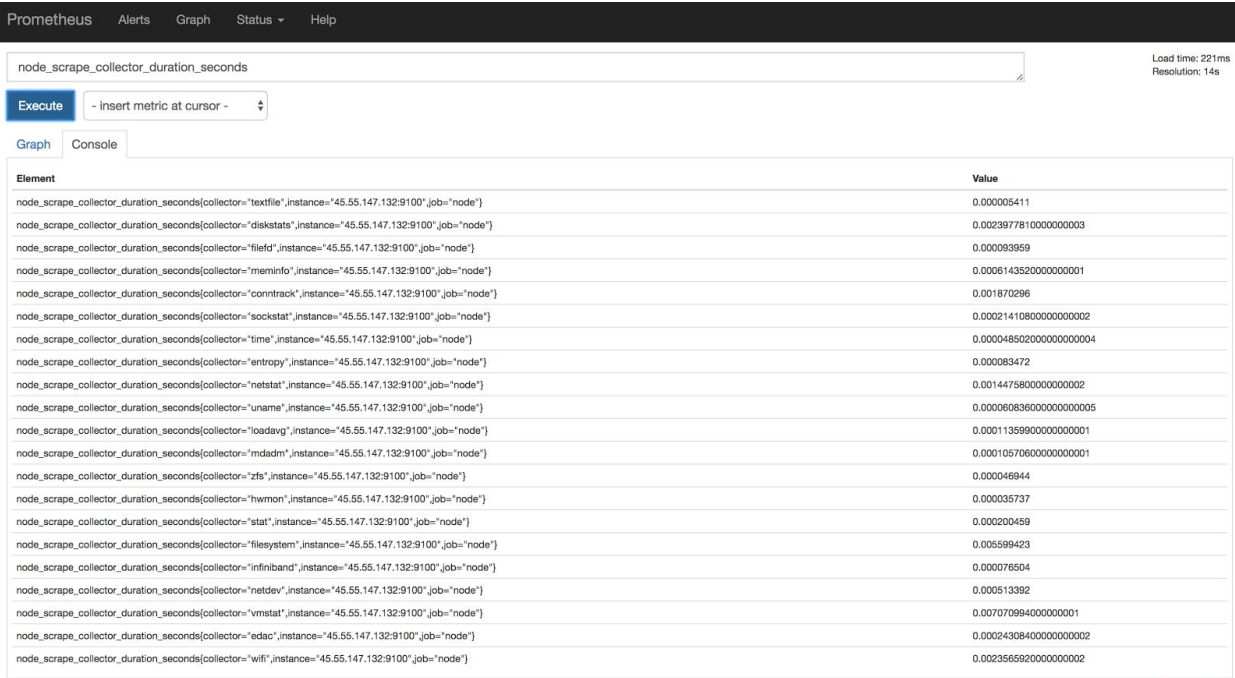 Prometheus Alerts Graph Status Help
node_scrape_collector_duration_seconds
Load time: 221ms
Resolution: 14s
Execute - insert metric at cursor -
Graph Console
Element Value
node_scrape_collector_duration_seconds{collector="textfile",instance="45.55.147.132:9100",job="node"} 0.000005411
node_scrape_collector_duration_seconds{collector="diskstats",instance="45.55.147.132:9100",job="node"} 0.0023977810000000003
node_scrape_collector_duration_seconds{collector="filefd",instance="45.55.147.132:9100",job="node"} 0.000093959
node_scrape_collector_duration_seconds{collector="meminfo",instance="45.55.147.132:9100",job="node"} 0.0006143520000000001
node_scrape_collector_duration_seconds{collector="conntrack",instance="45.55.147.132:9100",job="node"} 0.001870296
node_scrape_collector_duration_seconds{collector="sockstat",instance="45.55.147.132:9100",job="node"} 0.00021410800000000002
node_scrape_collector_duration_seconds{collector="time",instance="45.55.147.132:9100",job="node"} 0.000048502000000000004
node_scrape_collector_duration_seconds{collector="entropy",instance="45.55.147.132:9100",job="node"} 0.000083472
node_scrape_collector_duration_seconds{collector="netstat",instance="45.55.147.132:9100",job="node"} 0.0014475800000000002
node_scrape_collector_duration_seconds{collector="uname",instance="45.55.147.132:9100",job="node"} 0.000060836000000000005
node_scrape_collector_duration_seconds{collector="loadavg",instance="45.55.147.132:9100",job="node"} 0.00011359900000000001
node_scrape_collector_duration_seconds{collector="mdadm",instance="45.55.147.132:9100",job="node"} 0.00010570600000000001
node_scrape_collector_duration_seconds{collector="zfs",instance="45.55.147.132:9100",job="node"} 0.000046944
node_scrape_collector_duration_seconds{collector="hwmon",instance="45.55.147.132:9100",job="node"} 0.000035737
node_scrape_collector_duration_seconds{collector="stat",instance="45.55.147.132:9100",job="node"} 0.000200459
node_scrape_collector_duration_seconds{collector="filesystem",instance="45.55.147.132:9100",job="node"} 0.005599423
node_scrape_collector_duration_seconds{collector="infiniband",instance="45.55.147.132:9100",job="node"} 0.000076504
node_scrape_collector_duration_seconds{collector="netdev",instance="45.55.147.132:9100",job="node"} 0.000513392
node_scrape_collector_duration_seconds{collector="vmstat",instance="45.55.147.132:9100",job="node"} 0.007070994000000001
node_scrape_collector_duration_seconds{collector="edac",instance="45.55.147.132:9100",job="node"} 0.00024308400000000002
node_scrape_collector_duration_seconds{collector="wifi",instance="45.55.147.132:9100",job="node"} 0.0023565920000000002